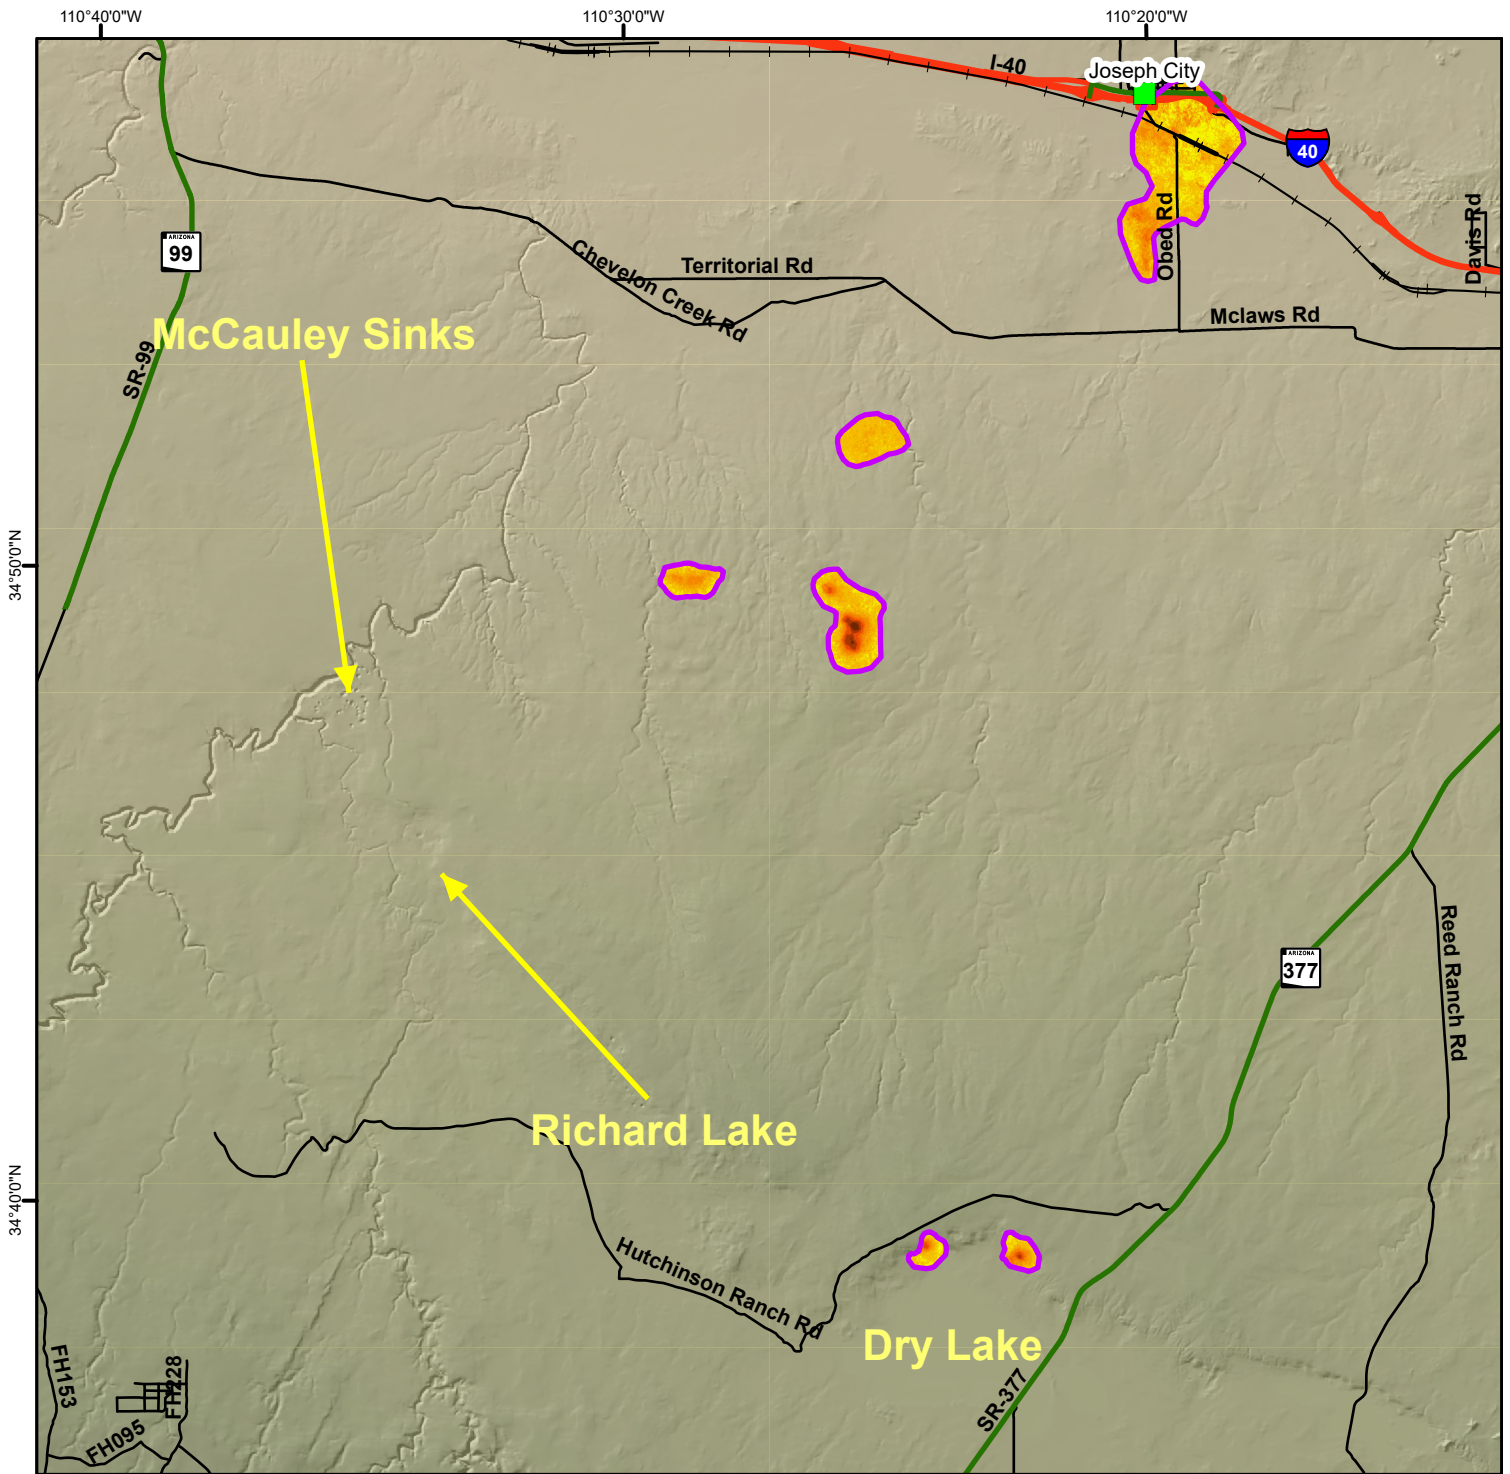 110°40'0"W
110°30'0"W
110°20'0"W
I-40
Joseph City
40
ARIZONA
99
Chevelon Creek Rd
Territorial Rd
Obed Rd
Davis Rd
Mclaws Rd
McCauley Sinks
SR-99
34°50'0"N
Reed Ranch Rd
ARIZONA
377
Richard Lake
34°40'0"N
Hutchinson Ranch Rd
Dry Lake
SR-377
FH153
FH228
FH095